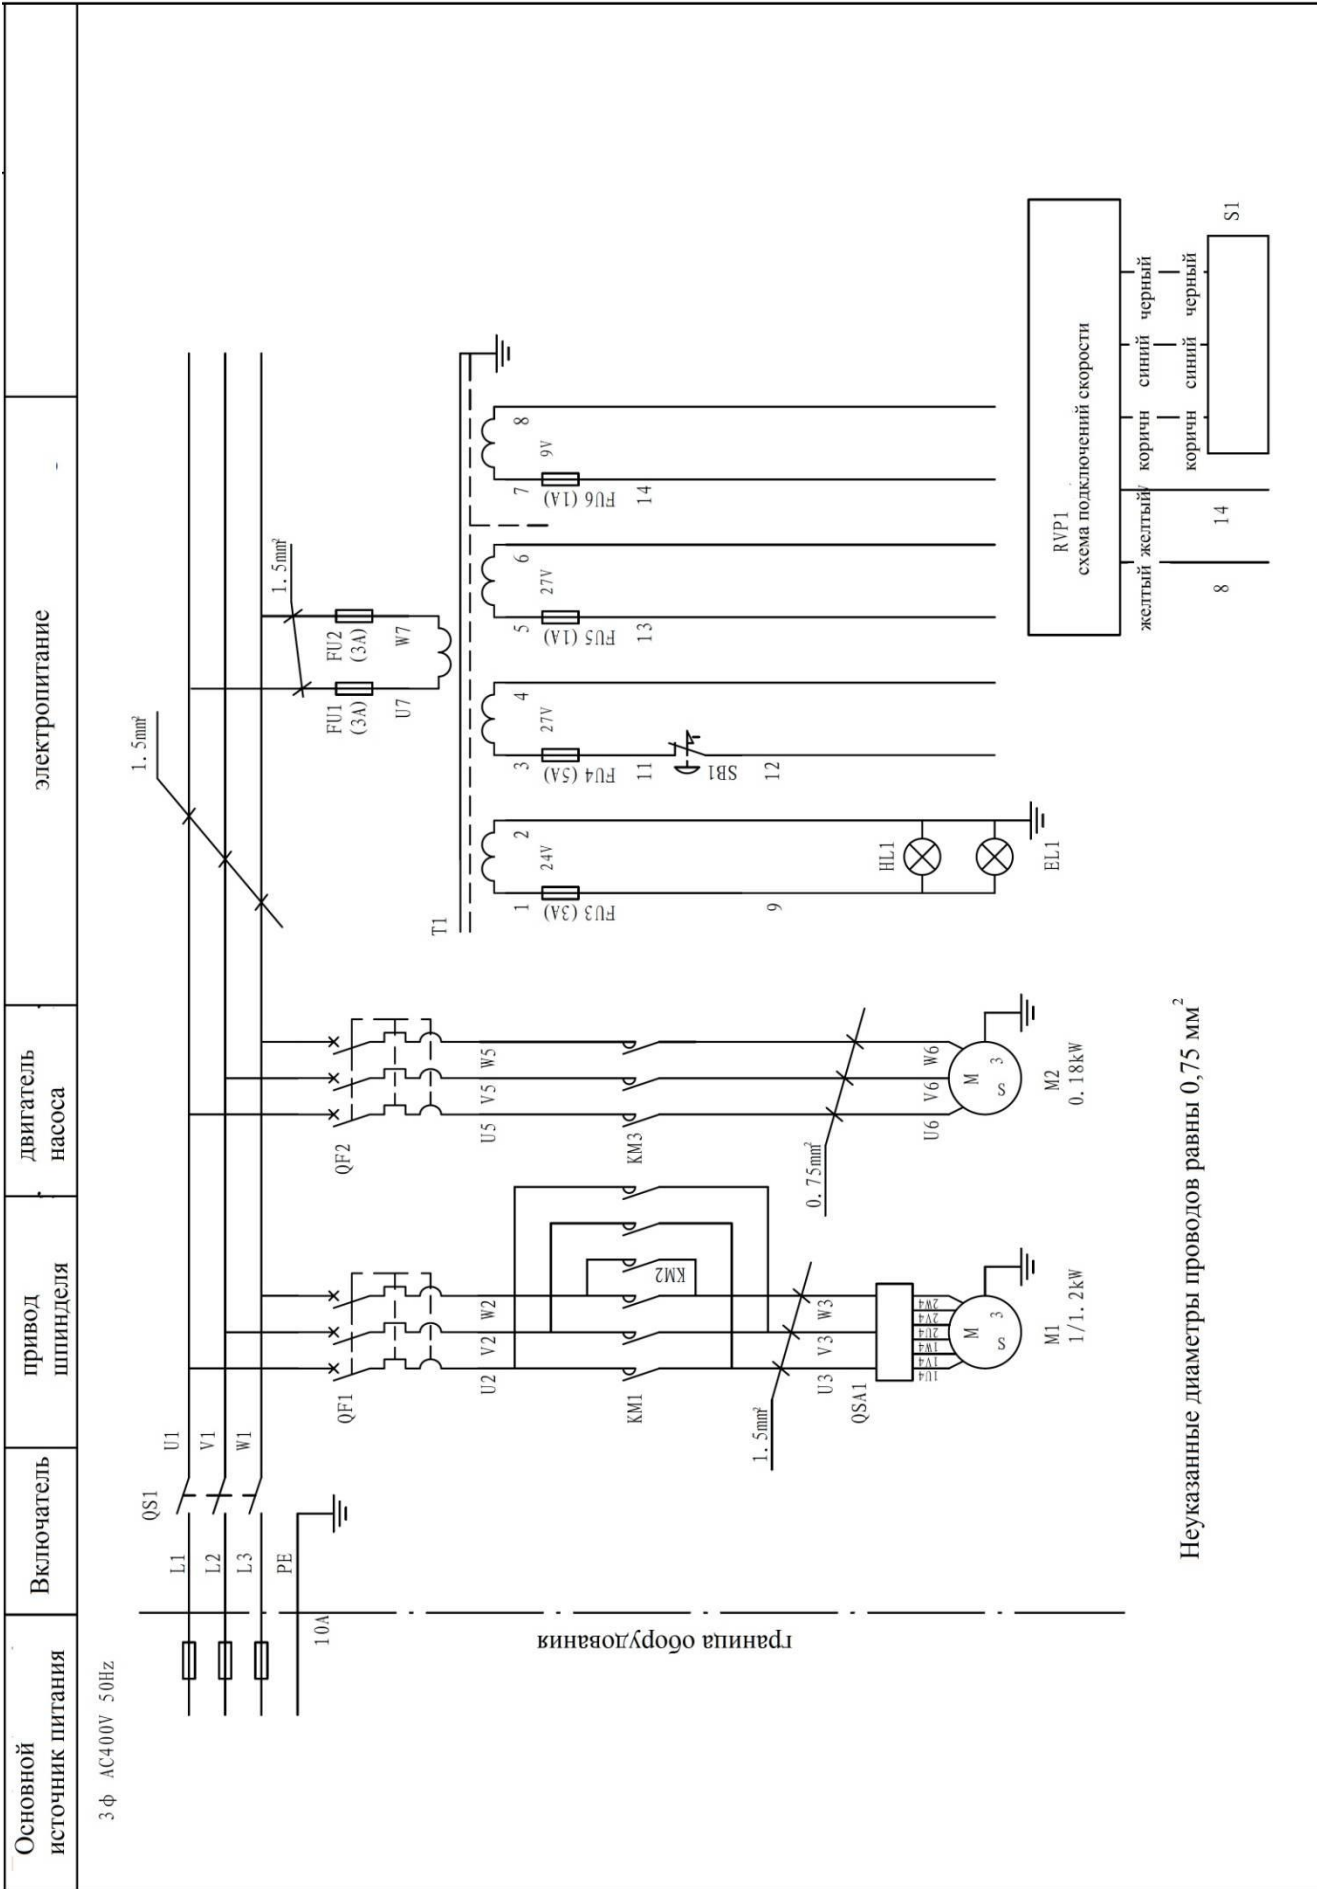 Основной
источник питания
Включатель
привод
шпинделя
двигатель
насоса
электропитание
3ф AC400V 50Hz
10A
граница оборудования
L1
L2
L3
PE
QS1
U1
V1
W1
QF1
U2
V2
W2
KM1
KM2
1.5mm²
U3
V3
W3
QSA1
1U4
1V4
1W4
2U4
2V4
2W4
M
3
S
M1
1/1.2kW
QF2
U5
V5
W5
KM3
0.75mm²
U6
V6
W6
M
3
S
M2
0.18kW
1.5mm²
1.5mm²
FU1
(3A)
FU2
(3A)
U7
W7
T1
1
2
24V
FU3 (3A)
9
HL1
EL1
3
4
27V
FU4 (5A)
11
SB1
12
5
6
27V
FU5 (1A)
13
7
8
9V
FU6 (1A)
14
RVP1
схема подключений скорости
желтый желтый/ коричн синий черный
коричн синий черный
8
14
S1
Неуказанные диаметры проводов равны 0,75 мм²